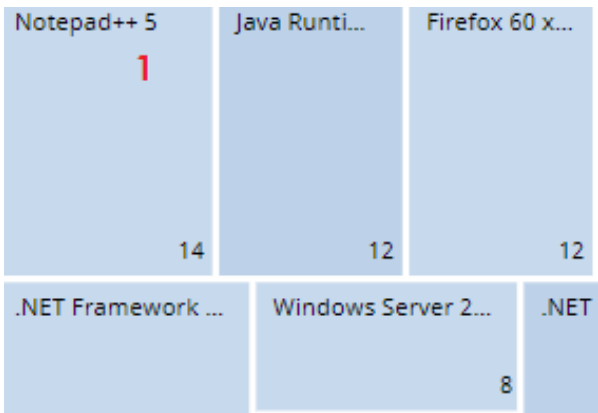 Notepad++ 5
1
14
Java Runti...
12
Firefox 60 x...
12
.NET Framework ...
Windows Server 2...
8
.NET